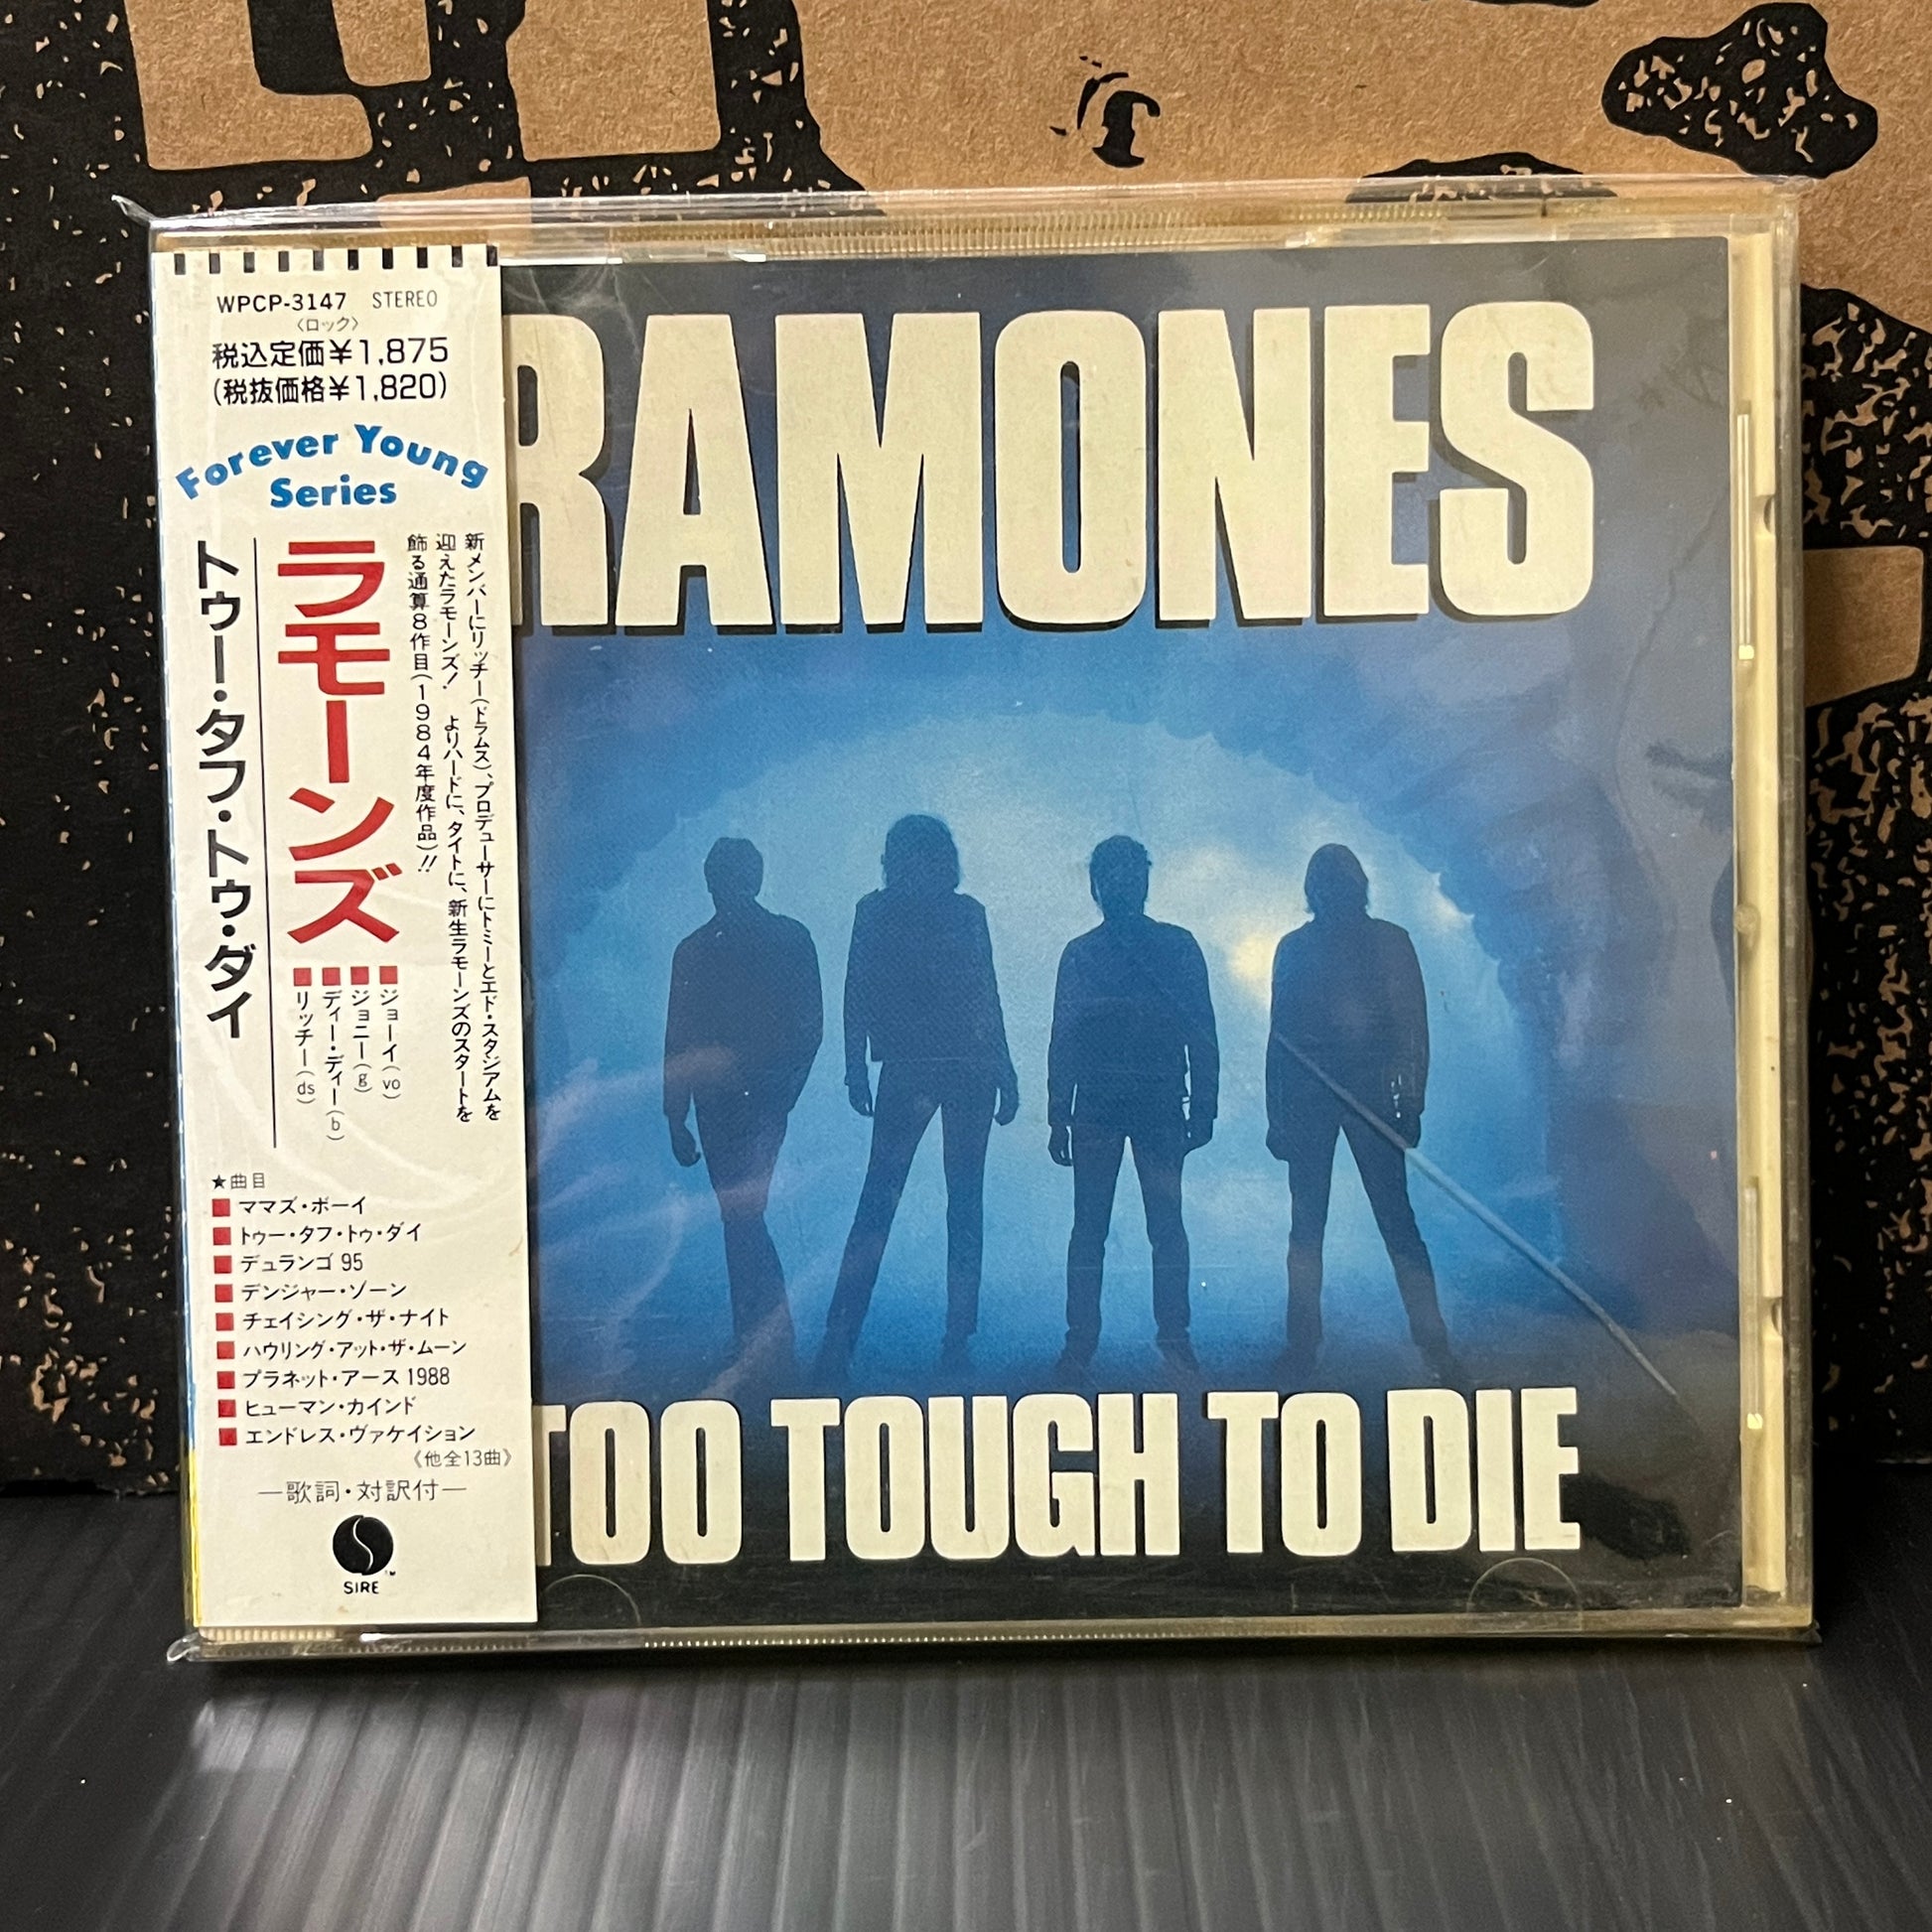 WPCP-3147 STEREO
〈ロック〉
税込定価¥1,875
(税抜価格¥1,820)
Forever Young
Series
新メンバーにリッチー(ドラムス)、プロデューサーにトミーとエド・スタジアムを
迎えたラモーンズ! よりハードに、タイトに、新生ラモーンズのスタートを
飾る通算8作目(1984年度作品)!!
ラモーンズ
ジョーイ(vo)
ジョニー(g)
ディー・ディー(b)
リッチー(ds)
トゥー・タフ・トゥ・ダイ
★曲目
ママズ・ボーイ
トゥー・タフ・トゥ・ダイ
デュランゴ 95
デンジャー・ゾーン
チェイシング・ザ・ナイト
ハウリング・アット・ザ・ムーン
プラネット・アース 1988
ヒューマン・カインド
エンドレス・ヴァケイション
《他全13曲》
—歌詞・対訳付—
SIRE™
RAMONES
TOO TOUGH TO DIE